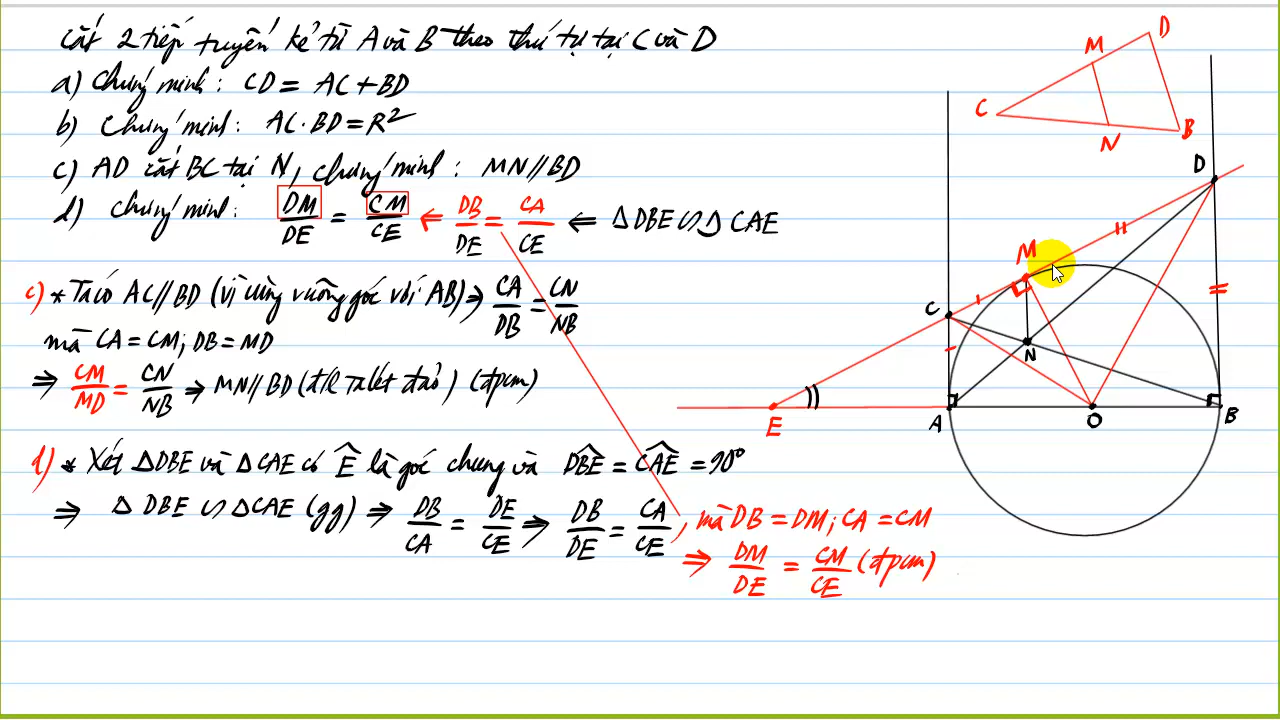 cắt 2 tiếp tuyến kẻ từ A và B theo thứ tự tại C và D
a) Chứng minh: CD = AC + BD
b) Chứng minh: AC.BD = R²
c) AD cắt BC tại N, chứng minh: MN // BD
d) Chứng minh: DM/DE = CM/CE ⇐ DB/DE = CA/CE ⇐ ΔDBE ∽ ΔCAE
c) * Ta có AC // BD (vì cùng vuông góc với AB) ⇒ CA/DB = CN/NB
mà CA = CM; DB = MD
⇒ CM/MD = CN/NB ⇒ MN // BD (đ/l Talét đảo) (đpcm)
d) * Xét ΔDBE và ΔCAE có Ê là góc chung và DBE = CAE = 90°
⇒ ΔDBE ∽ ΔCAE (gg) ⇒ DB/CA = DE/CE ⇒ DB/DE = CA/CE, mà DB = DM; CA = CM
⇒ DM/DE = CM/CE (đpcm)
D
M
C
N
B
D
M
C
N
E
A
O
B